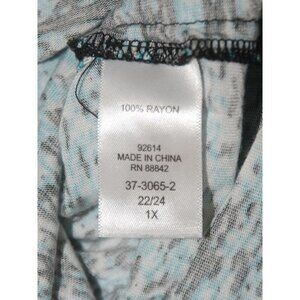 100% RAYON
92614
MADE IN CHINA
RN 88842
37-3065-2
22/24
1X